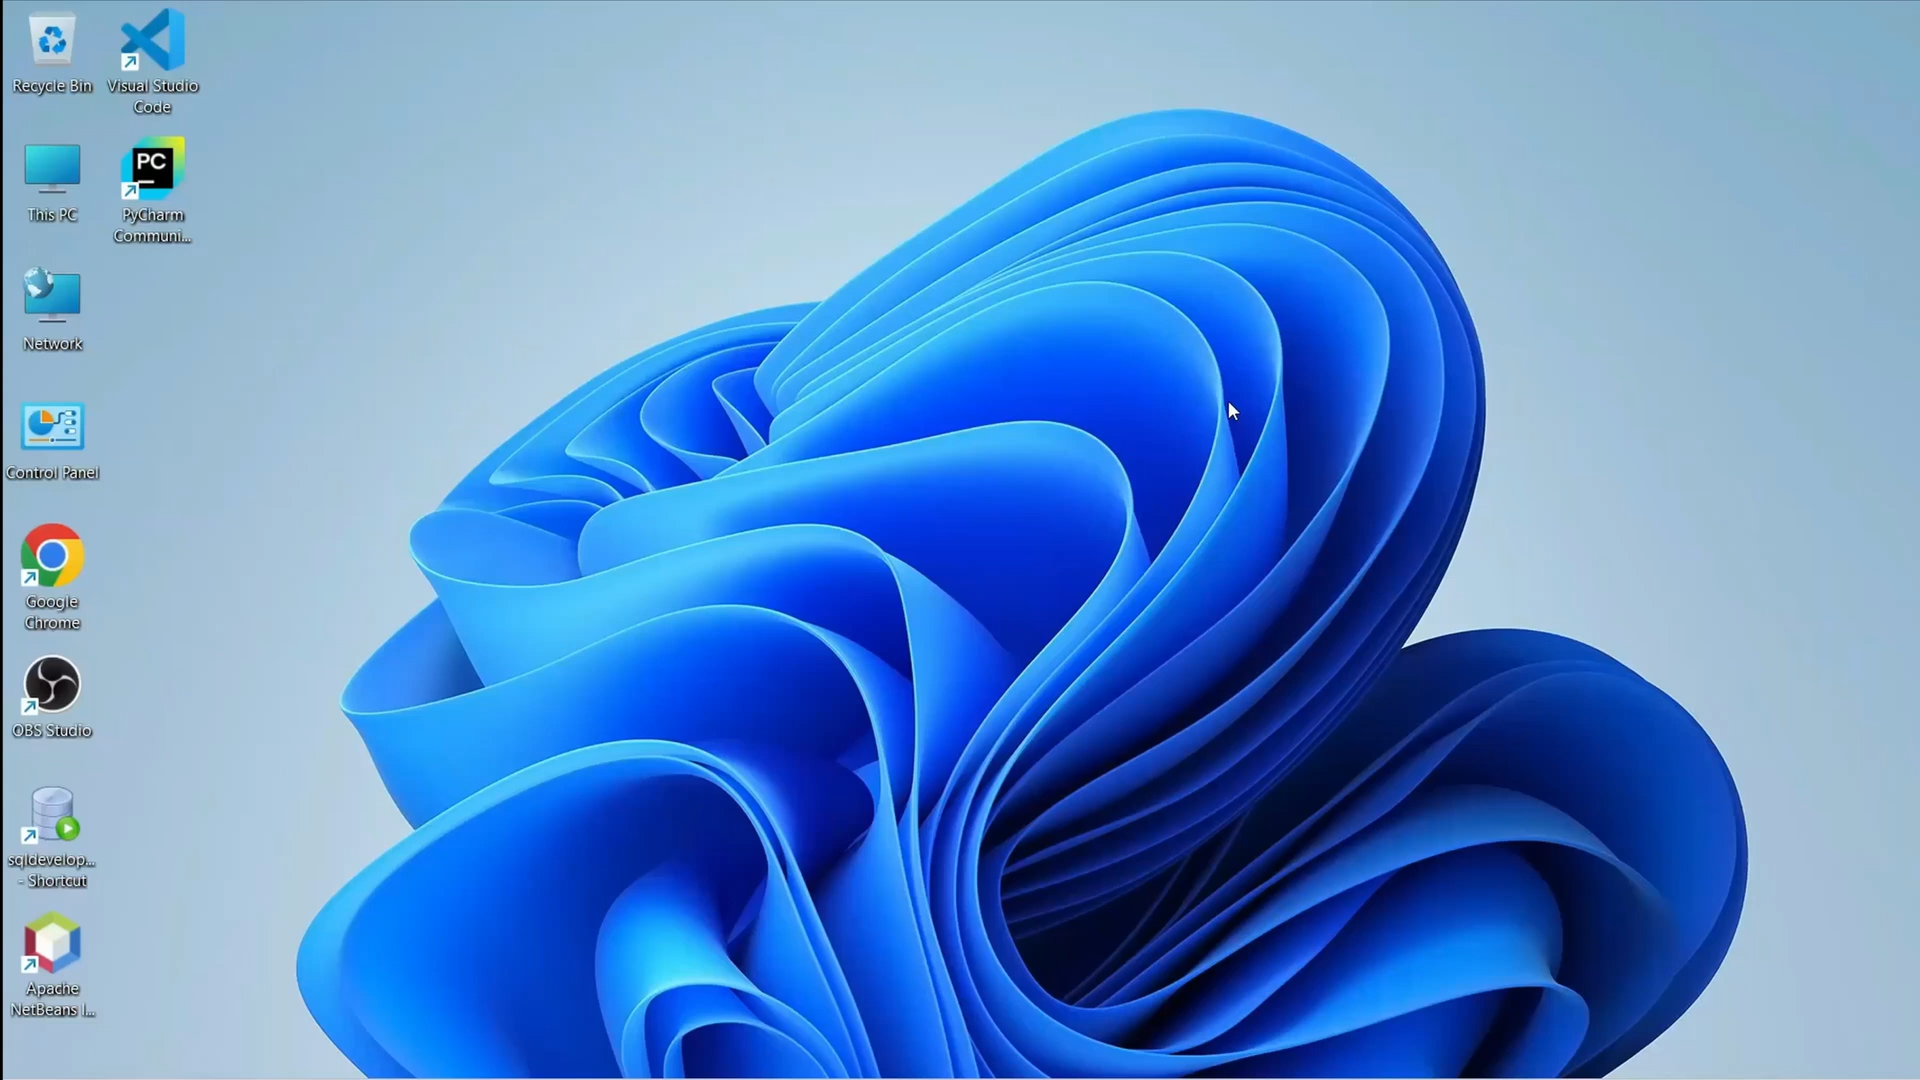 Recycle Bin
Visual Studio
Code
This PC
PC
PyCharm
Communi...
Network
Control Panel
Google
Chrome
OBS Studio
sqldevelop...
- Shortcut
Apache
NetBeans I...